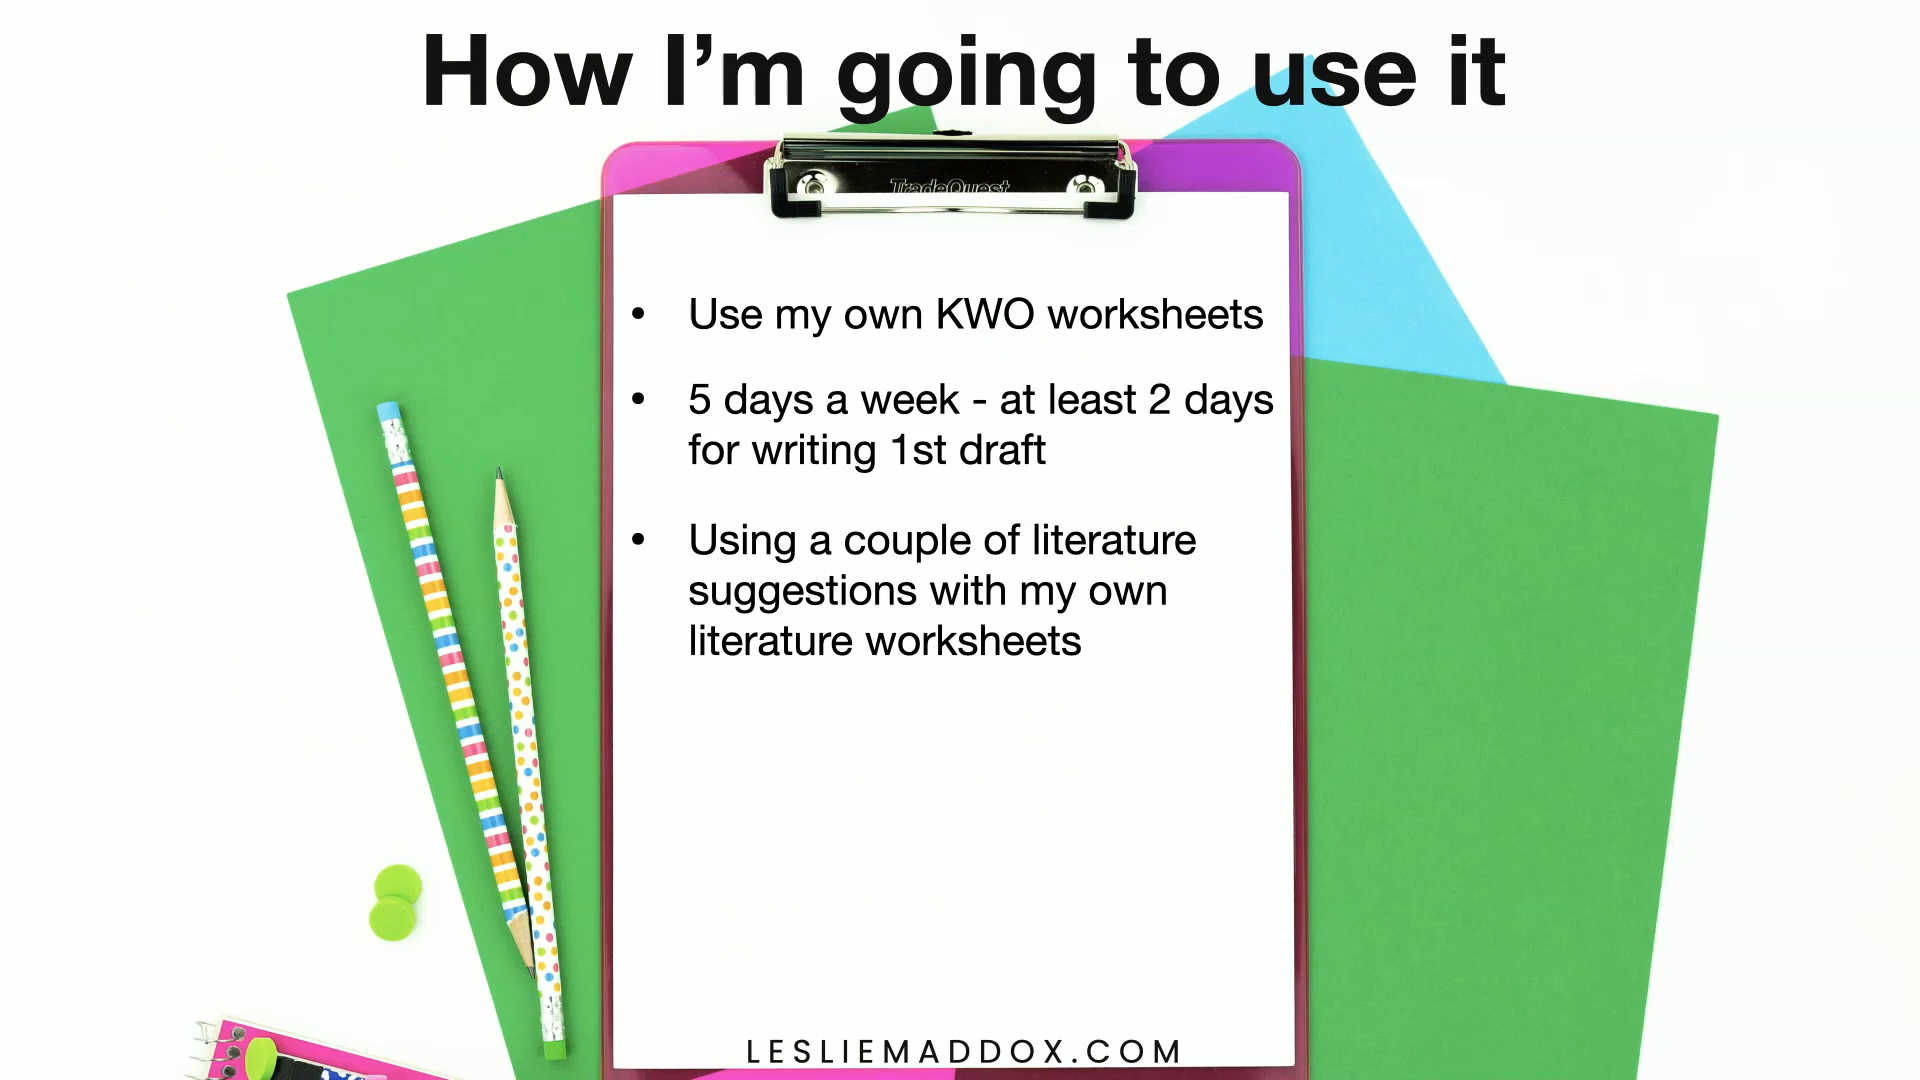 How I’m going to use it
TradeQuest
• Use my own KWO worksheets
• 5 days a week - at least 2 days
for writing 1st draft
• Using a couple of literature
suggestions with my own
literature worksheets
LESLIEMADDOX.COM